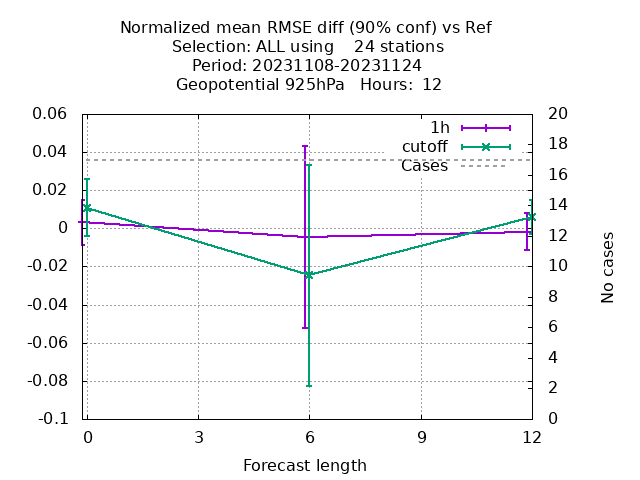 Normalized mean RMSE diff (90% conf) vs Ref
Selection: ALL using    24 stations
Period: 20231108-20231124
Geopotential 925hPa   Hours:  12
0.06
0.04
0.02
0
-0.02
-0.04
-0.06
-0.08
-0.1
1h
cutoff
Cases
20
18
16
14
12
10
8
6
4
2
0
No cases
0
3
6
9
12
Forecast length